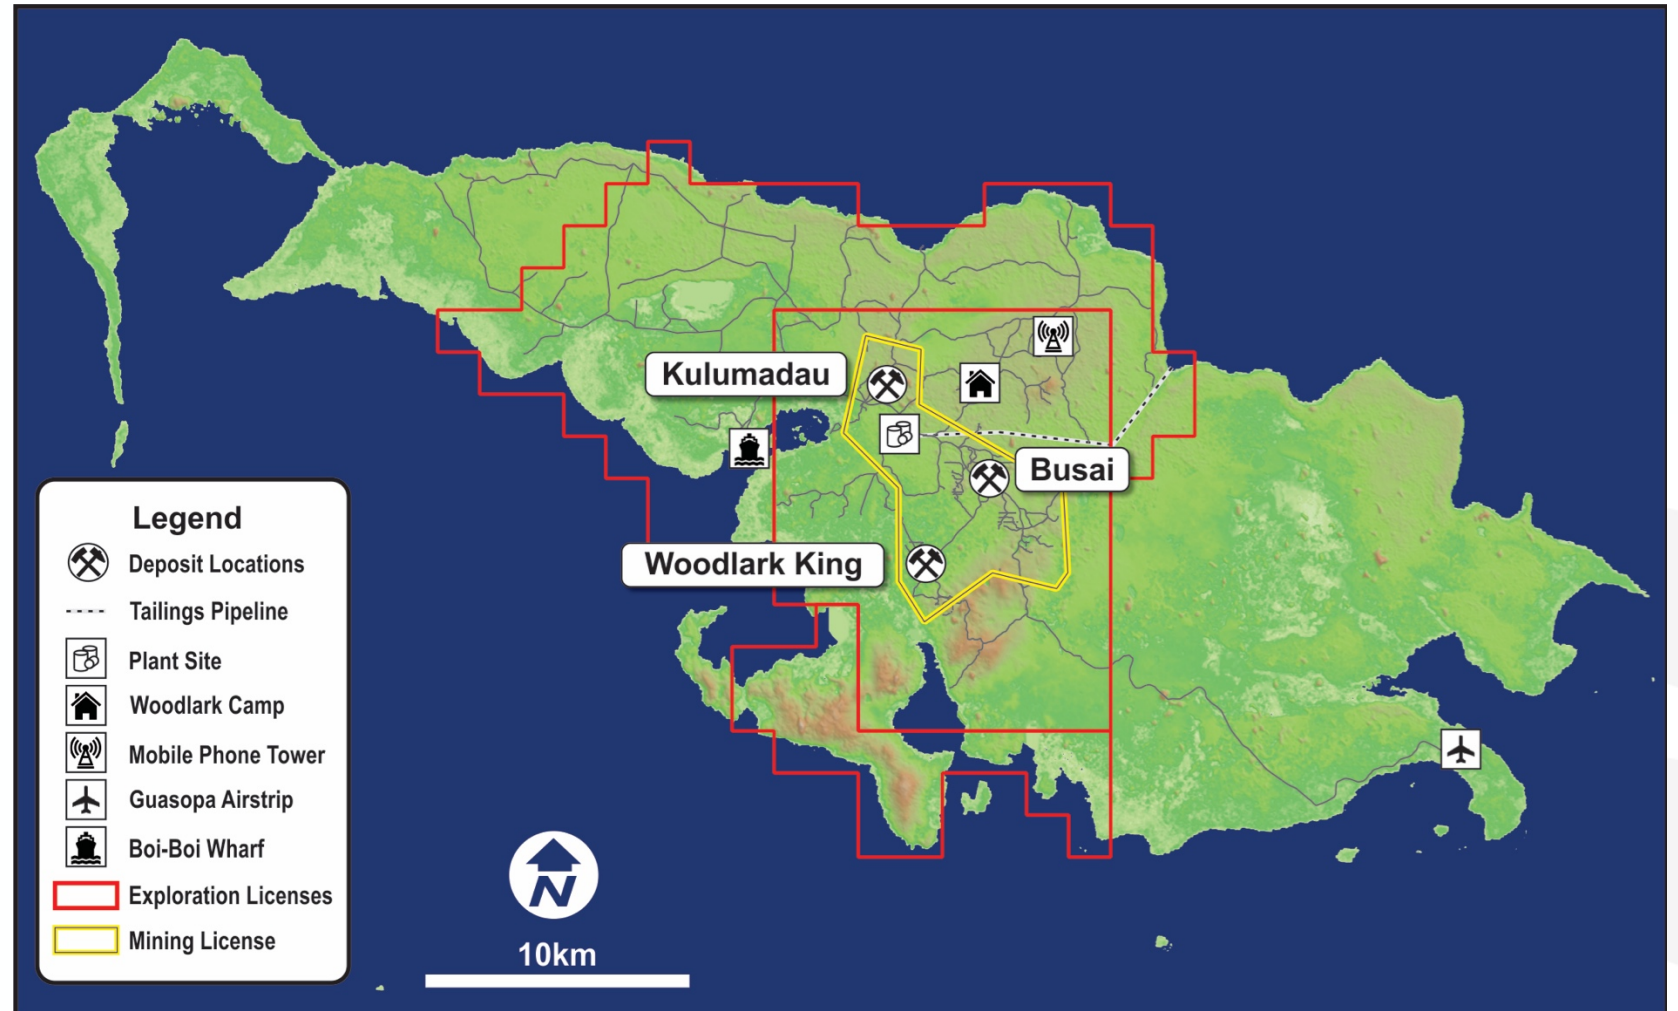 Kulumadau
Busai
Woodlark King
Legend
Deposit Locations
Tailings Pipeline
Plant Site
Woodlark Camp
Mobile Phone Tower
Guasopa Airstrip
Boi-Boi Wharf
Exploration Licenses
Mining License
N
10km